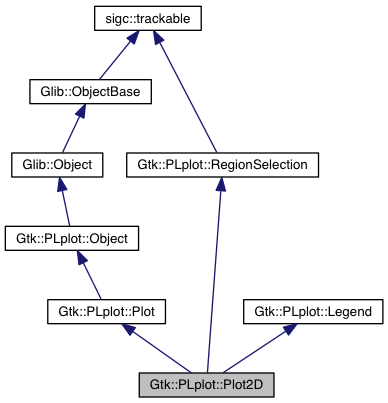 sigc::trackable
Glib::ObjectBase
Glib::Object
Gtk::PLplot::RegionSelection
Gtk::PLplot::Object
Gtk::PLplot::Plot
Gtk::PLplot::Legend
Gtk::PLplot::Plot2D